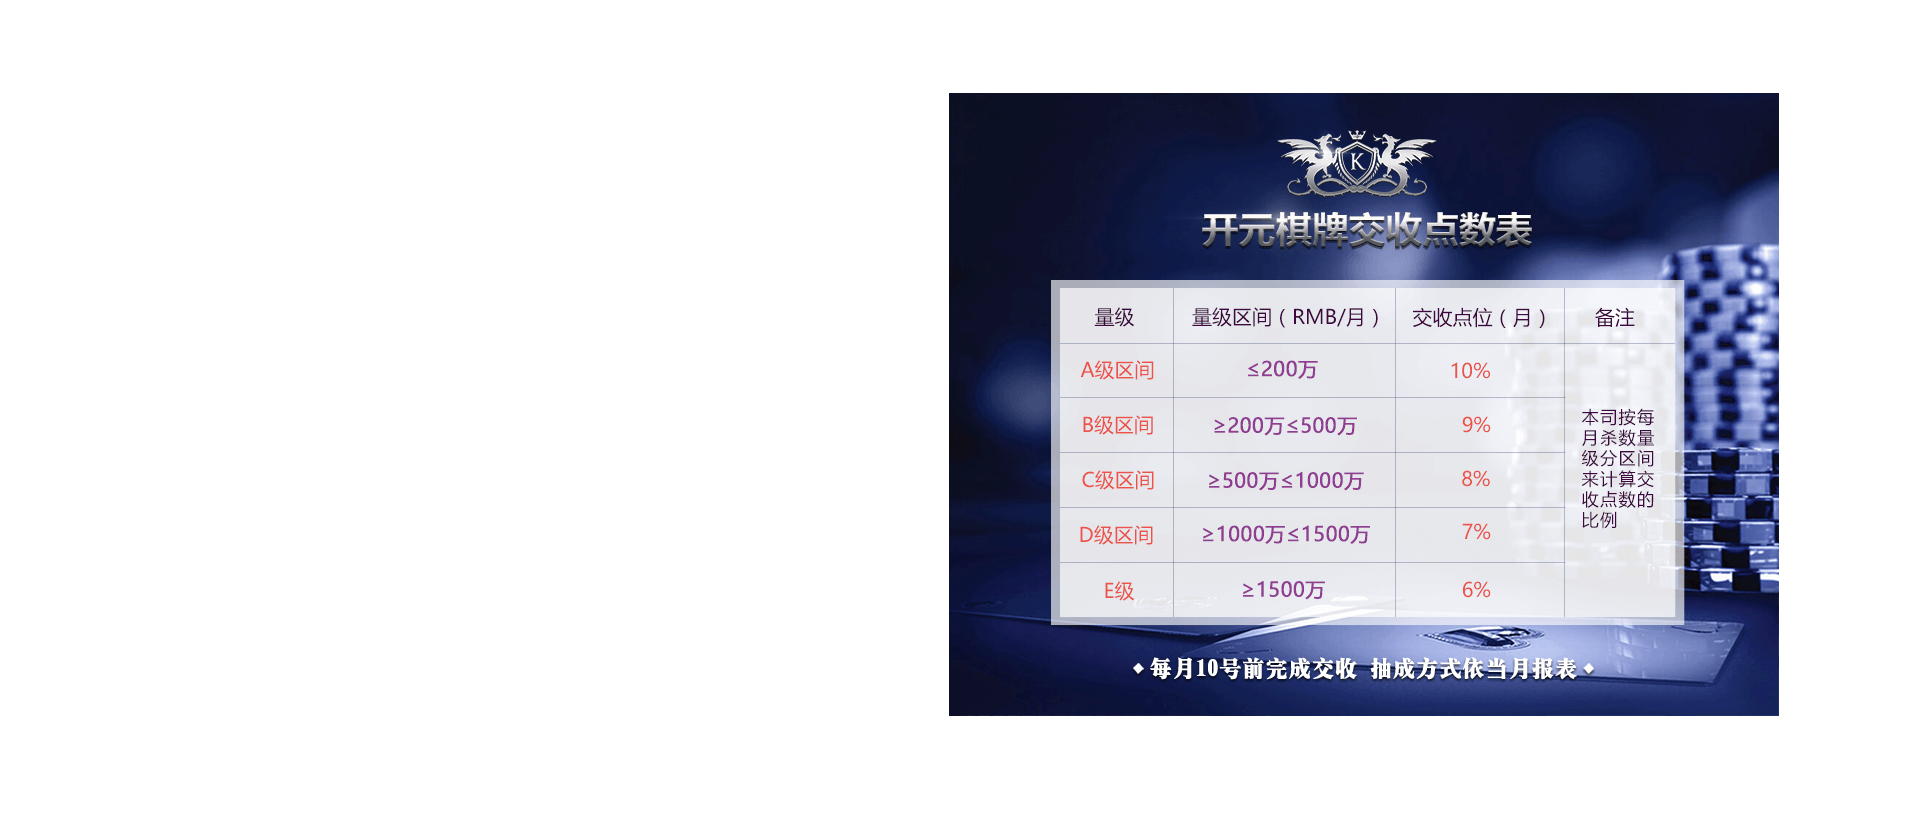 K
开元棋牌交收点数表
量级 量级区间（RMB/月） 交收点位（月） 备注
A级区间 ≤200万 10%
B级区间 ≥200万≤500万 9%
C级区间 ≥500万≤1000万 8%
D级区间 ≥1000万≤1500万 7%
E级 ≥1500万 6%
本司按每
月杀数量
级分区间
来计算交
收点数的
比例
每月10号前完成交收 抽成方式依当月报表